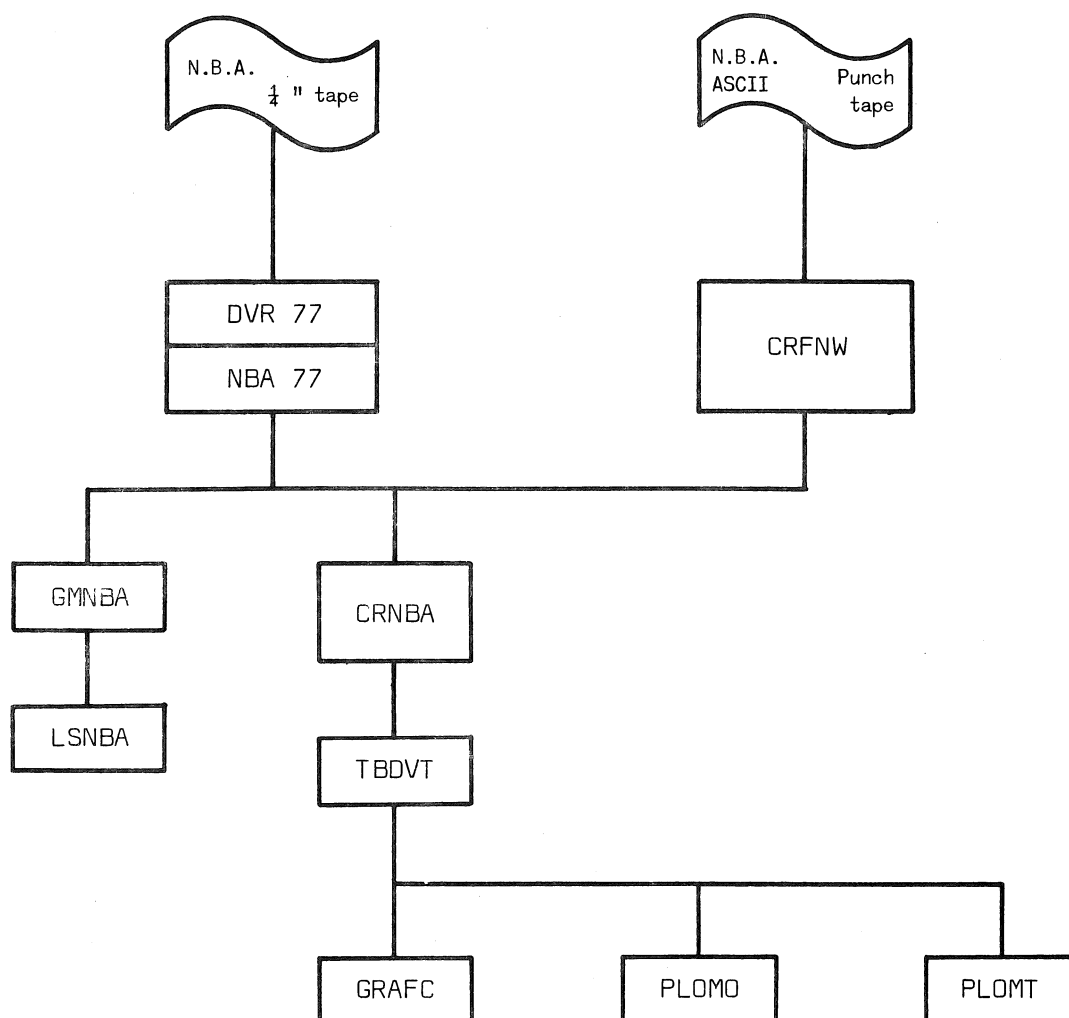 N.B.A.
¼ " tape
N.B.A.
ASCII
Punch
tape
DVR 77
NBA 77
CRFNW
GMNBA
CRNBA
LSNBA
TBDVT
GRAFC
PLOMO
PLOMT